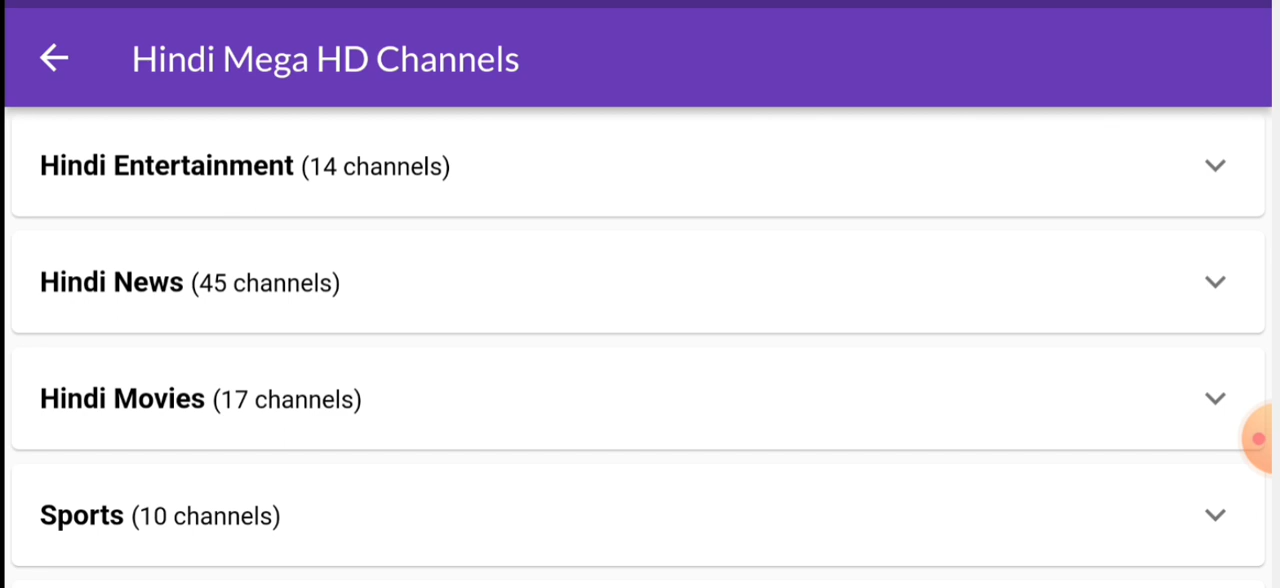 Hindi Mega HD Channels
Hindi Entertainment (14 channels)
Hindi News (45 channels)
Hindi Movies (17 channels)
Sports (10 channels)